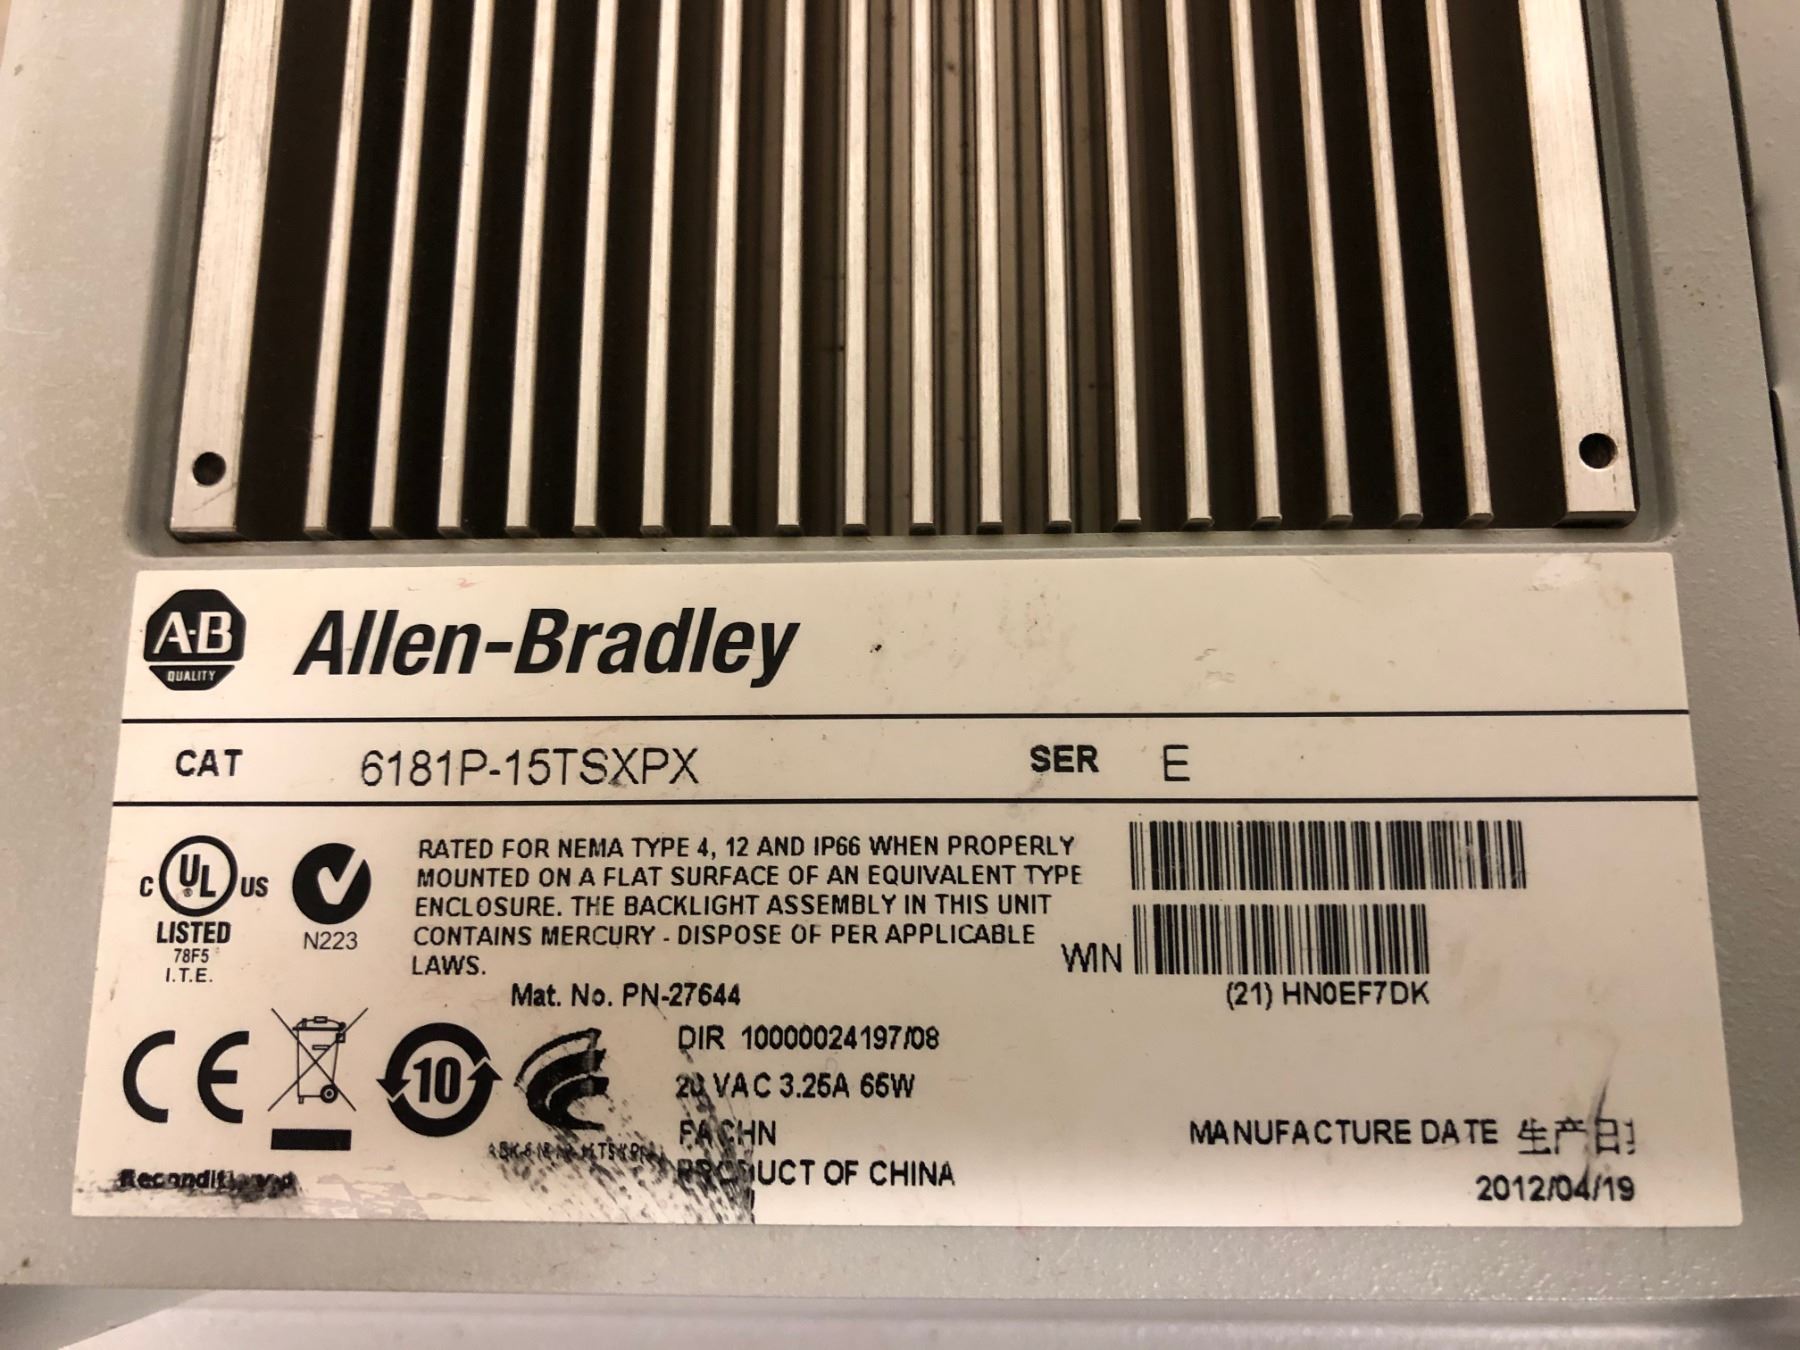 A-B
QUALITY
Allen-Bradley
CAT 6181P-15TSXPX SER E
C UL ® US
LISTED
78F5
I.T.E.
N223
RATED FOR NEMA TYPE 4, 12 AND IP66 WHEN PROPERLY
MOUNTED ON A FLAT SURFACE OF AN EQUIVALENT TYPE
ENCLOSURE. THE BACKLIGHT ASSEMBLY IN THIS UNIT
CONTAINS MERCURY - DISPOSE OF PER APPLICABLE
LAWS.
Mat. No. PN-27644
WIN
(21) HN0EF7DK
CE
10
DIR 10000024197/08
VAC 3.25A 65W
FACHN
PRODUCT OF CHINA
MANUFACTURE DATE 生产日
2012/04/19